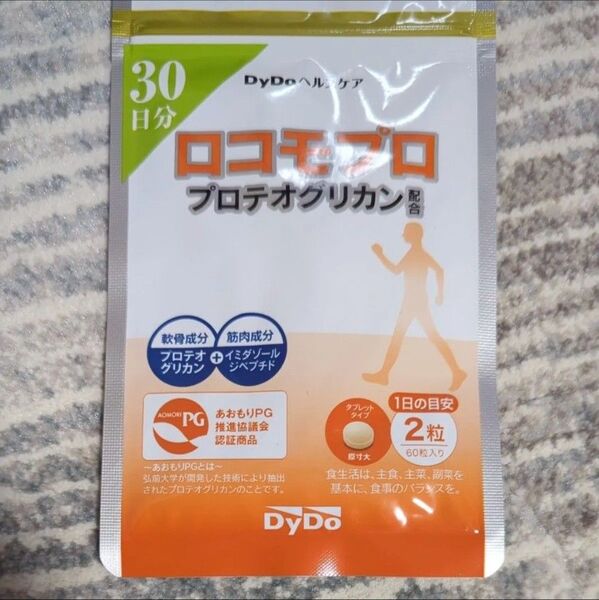 30
日分
DyDoヘルスケア
ロコモプロ
プロテオグリカン配合
軟骨成分
プロテオ
グリカン
+
筋肉成分
イミダゾール
ジペプチド
AOMORI
PG
あおもりPG
推進協議会
認証商品
～あおもりPGとは～
弘前大学が開発した技術により抽出
されたプロテオグリカンのことです。
タブレット
タイプ
原寸大
1日の目安
2粒
60粒入り
食生活は、主食、主菜、副菜を
基本に、食事のバランスを。
DyDo